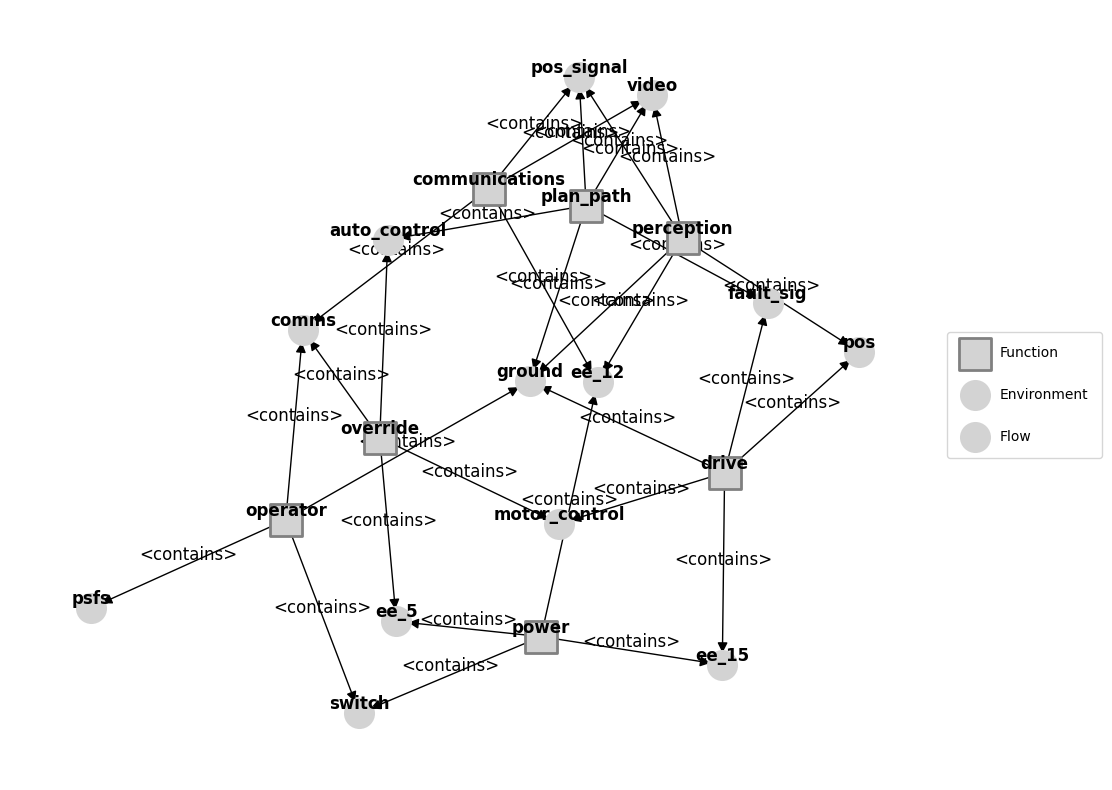 pos_signal
video
<contains>
<contains>
<contains>
<contains>
<contains>
<contains>
communications
plan_path
<contains>
perception
auto_control
<contains>
<contains>
<contains>
<contains>
<contains>
<contains>
fault_sig
<contains>
<contains>
comms
<contains>
pos
Function
ground
ee_12
<contains>
<contains>
Environment
<contains>
<contains>
<contains>
override
Flow
<contains>
drive
<contains>
<contains>
<contains>
operator
motor_control
<contains>
<contains>
<contains>
psfs
<contains>
ee_5
<contains>
power
<contains>
ee_15
<contains>
switch